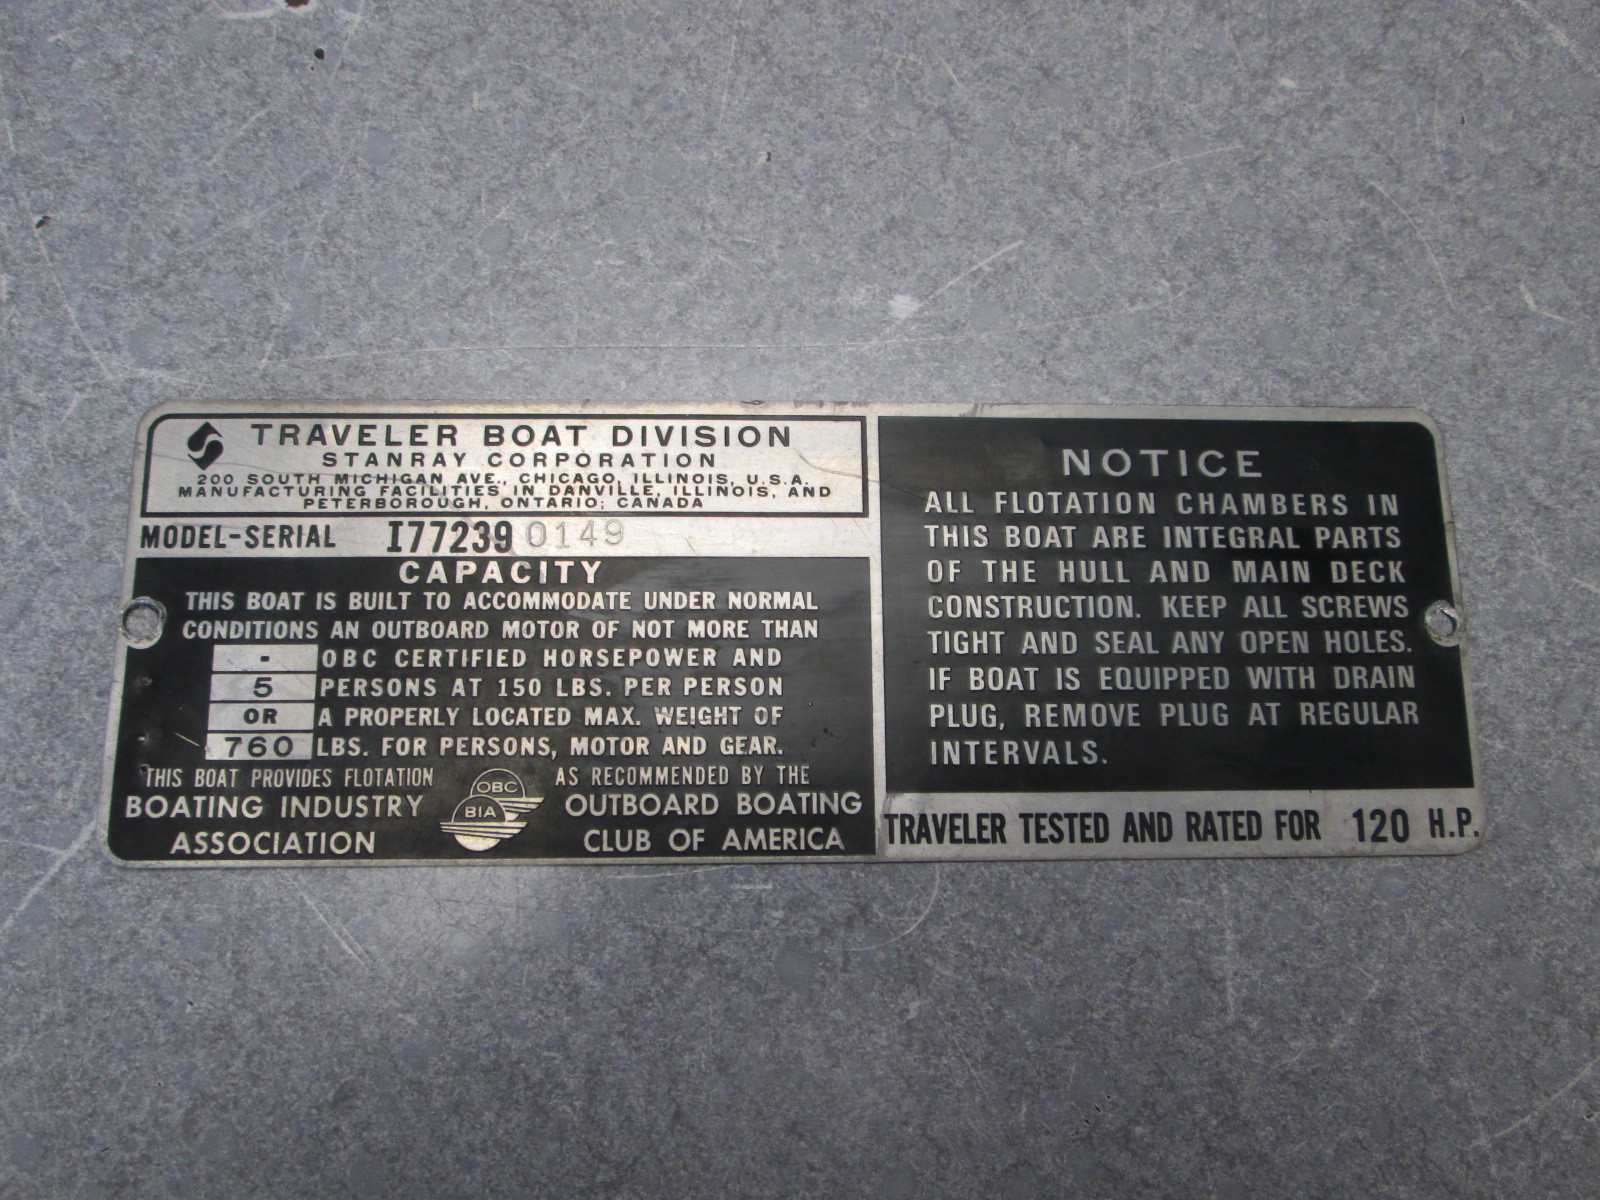 TRAVELER BOAT DIVISION
STANRAY CORPORATION
200 SOUTH MICHIGAN AVE., CHICAGO, ILLINOIS, U.S.A.
MANUFACTURING FACILITIES IN DANVILLE, ILLINOIS, AND
PETERBOROUGH, ONTARIO; CANADA
MODEL-SERIAL I77239 0149
CAPACITY
THIS BOAT IS BUILT TO ACCOMMODATE UNDER NORMAL
CONDITIONS AN OUTBOARD MOTOR OF NOT MORE THAN
- OBC CERTIFIED HORSEPOWER AND
5 PERSONS AT 150 LBS. PER PERSON
OR A PROPERLY LOCATED MAX. WEIGHT OF
760 LBS. FOR PERSONS, MOTOR AND GEAR.
THIS BOAT PROVIDES FLOTATION AS RECOMMENDED BY THE
BOATING INDUSTRY OUTBOARD BOATING
ASSOCIATION CLUB OF AMERICA
OBC
BIA
NOTICE
ALL FLOTATION CHAMBERS IN
THIS BOAT ARE INTEGRAL PARTS
OF THE HULL AND MAIN DECK
CONSTRUCTION. KEEP ALL SCREWS
TIGHT AND SEAL ANY OPEN HOLES.
IF BOAT IS EQUIPPED WITH DRAIN
PLUG, REMOVE PLUG AT REGULAR
INTERVALS.
TRAVELER TESTED AND RATED FOR 120 H.P.